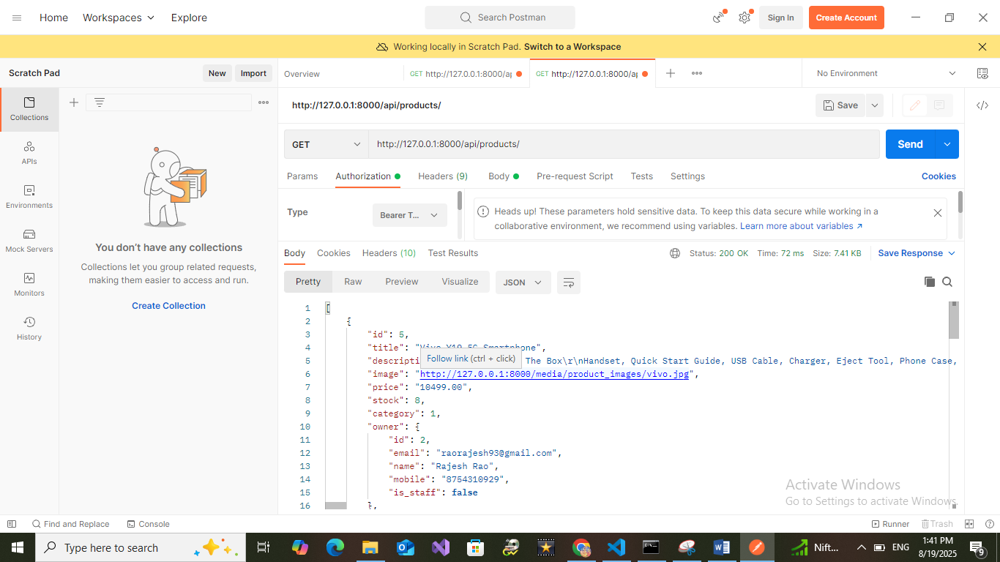 Home Workspaces Explore Search Postman Sign In Create Account
Working locally in Scratch Pad. Switch to a Workspace
Scratch Pad New Import Overview GET http://127.0.0.1:8000/a GET http://127.0.0.1:8000/a No Environment
Collections
APIs
Environments
Mock Servers
Monitors
History
You don’t have any collections
Collections let you group related requests,
making them easier to access and run.
Create Collection
http://127.0.0.1:8000/api/products/ Save
GET http://127.0.0.1:8000/api/products/ Send
Params Authorization Headers (9) Body Pre-request Script Tests Settings Cookies
Type Bearer T...
Heads up! These parameters hold sensitive data. To keep this data secure while working in a
collaborative environment, we recommend using variables. Learn more about variables ↗
Body Cookies Headers (10) Test Results Status: 200 OK Time: 72 ms Size: 7.41 KB Save Response
Pretty Raw Preview Visualize JSON
1 [
2 {
3 "id": 5,
4 "title": "Vivo 5G Smartphone",
Follow link (ctrl + click)
5 "descripti The Box\r\nHandset, Quick Start Guide, USB Cable, Charger, Eject Tool, Phone Case,
6 "image": "http://127.0.0.1:8000/media/product_images/vivo.jpg",
7 "price": "10499.00",
8 "stock": 8,
9 "category": 1,
10 "owner": {
11 "id": 2,
12 "email": "raorajesh93@gmail.com",
13 "name": "Rajesh Rao",
14 "mobile": "8754310929",
15 "is_staff": false
16 },
Activate Windows
Go to Settings to activate Windows.
Find and Replace Console Runner Trash
Type here to search Nift... ENG 1:41 PM
8/19/2025 9